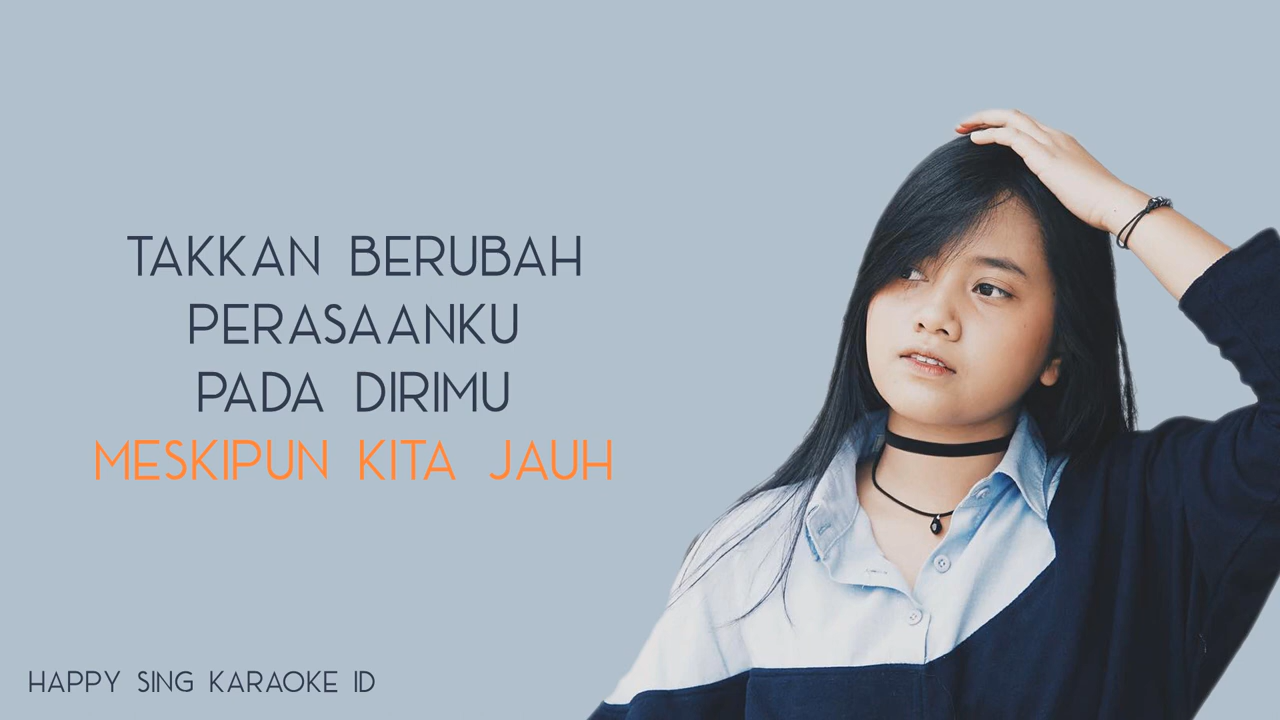 TAKKAN BERUBAH
PERASAANKU
PADA DIRIMU
MESKIPUN KITA JAUH
HAPPY SING KARAOKE ID